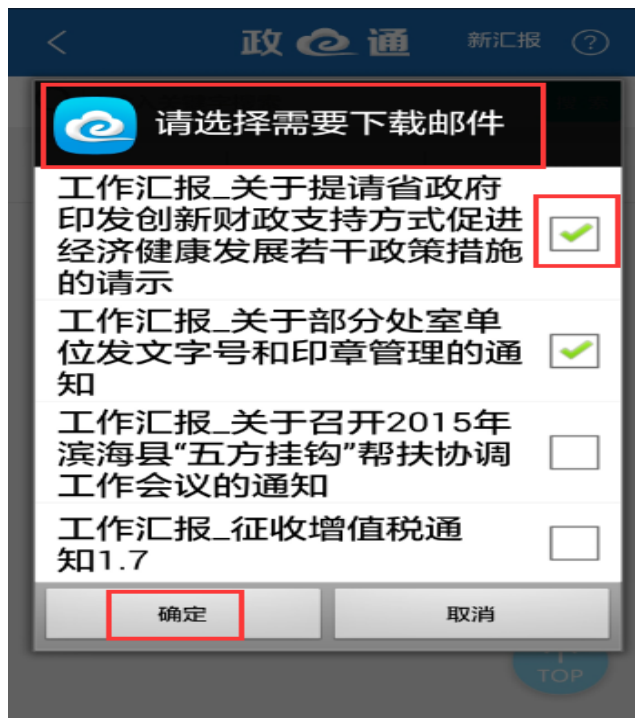 政 通 新汇报 ?
请选择需要下载邮件
工作汇报_关于提请省政府
印发创新财政支持方式促进
经济健康发展若干政策措施
的请示
工作汇报_关于部分处室单
位发文字号和印章管理的通
知
工作汇报_关于召开2015年
滨海县“五方挂钩”帮扶协调
工作会议的通知
工作汇报_征收增值税通
知1.7
确定 取消
TOP